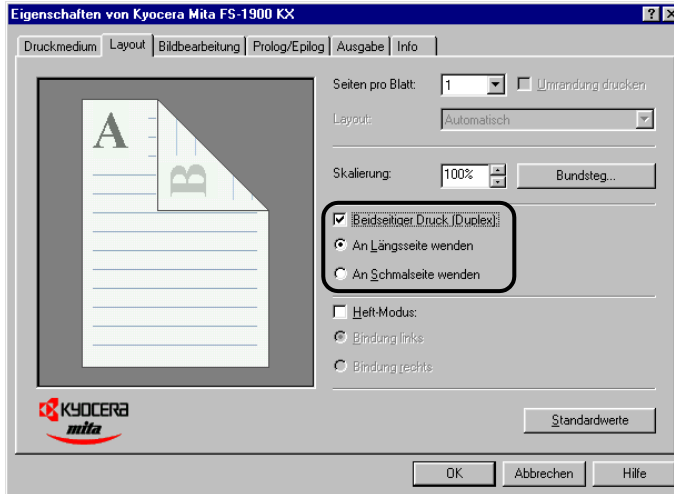 Eigenschaften von Kyocera Mita FS-1900 KX
Druckmedium Layout Bildbearbeitung Prolog/Epilog Ausgabe Info
A
B
Seiten pro Blatt: 1 Umrandung drucken
Layout: Automatisch
Skalierung: 100% Bundsteg...
Beidseitiger Druck (Duplex):
An Längsseite wenden
An Schmalseite wenden
Heft-Modus:
Bindung links
Bindung rechts
KYOCERA
mita
Standardwerte
OK Abbrechen Hilfe